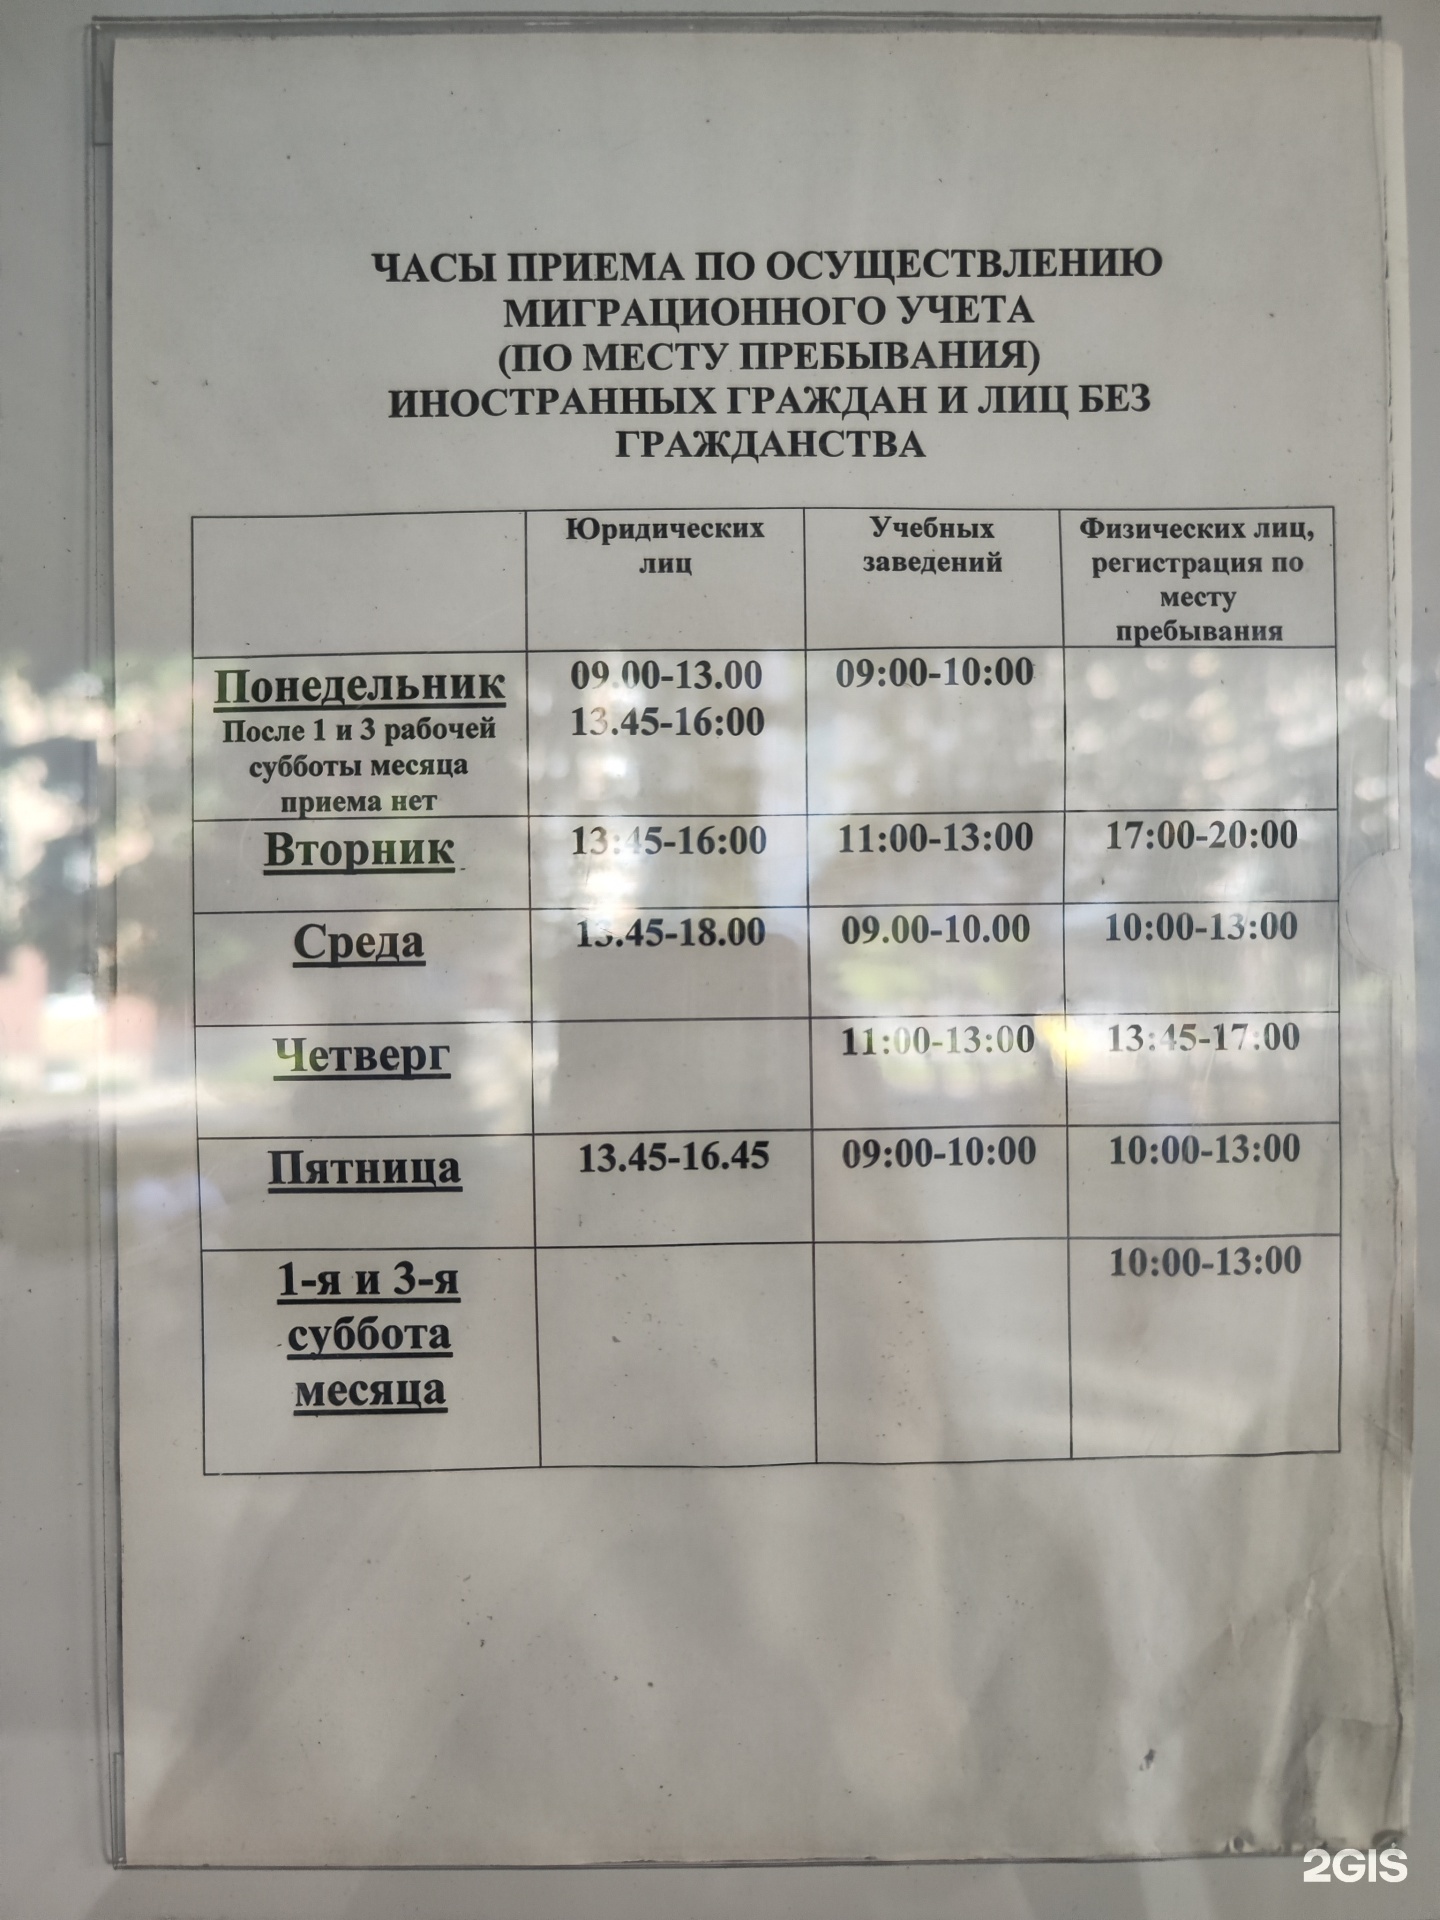 ЧАСЫ ПРИЕМА ПО ОСУЩЕСТВЛЕНИЮ
МИГРАЦИОННОГО УЧЕТА
(ПО МЕСТУ ПРЕБЫВАНИЯ)
ИНОСТРАННЫХ ГРАЖДАН И ЛИЦ БЕЗ
ГРАЖДАНСТВА
Юридических
лиц
Учебных
заведений
Физических лиц,
регистрация по
месту
пребывания
Понедельник
После 1 и 3 рабочей
субботы месяца
приема нет
09.00-13.00
13.45-16:00
09:00-10:00
Вторник
13:45-16:00
11:00-13:00
17:00-20:00
Среда
13.45-18.00
09.00-10.00
10:00-13:00
Четверг
11:00-13:00
13:45-17:00
Пятница
13.45-16.45
09:00-10:00
10:00-13:00
1-я и 3-я
суббота
месяца
10:00-13:00
2GIS